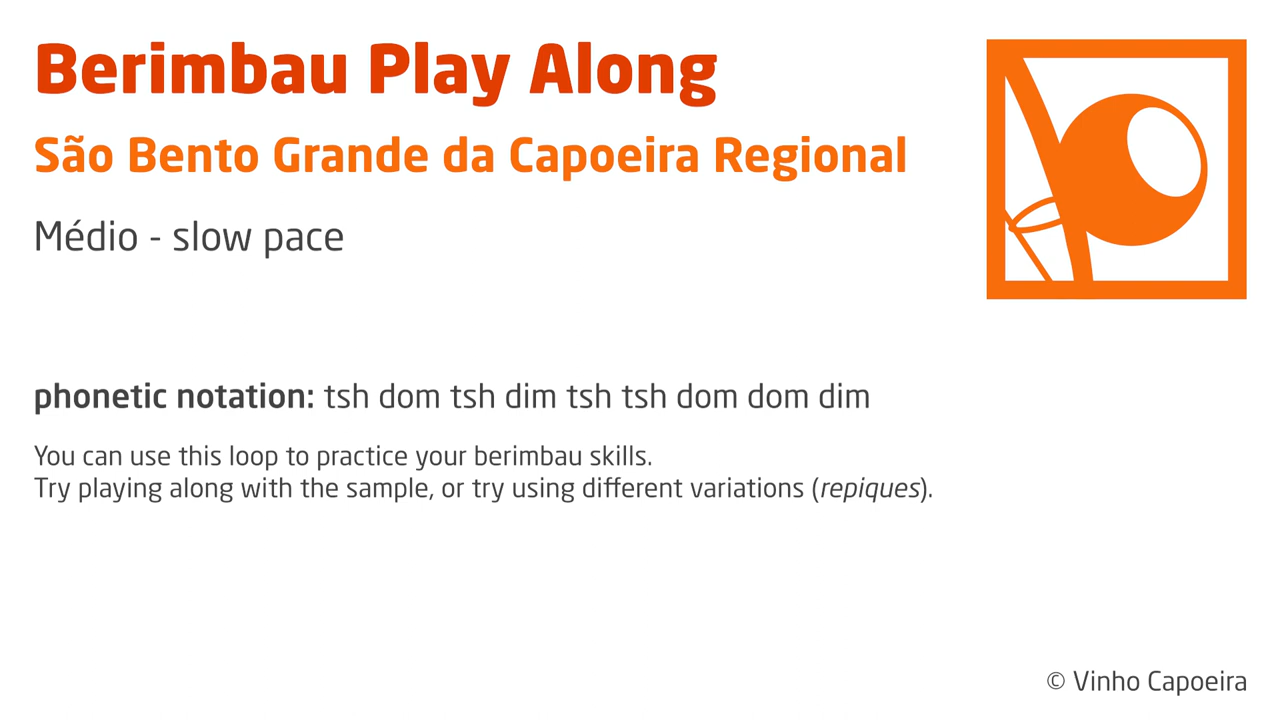 Berimbau Play Along
São Bento Grande da Capoeira Regional
Médio - slow pace
phonetic notation: tsh dom tsh dim tsh tsh dom dom dim
You can use this loop to practice your berimbau skills.
Try playing along with the sample, or try using different variations (repiques).
© Vinho Capoeira